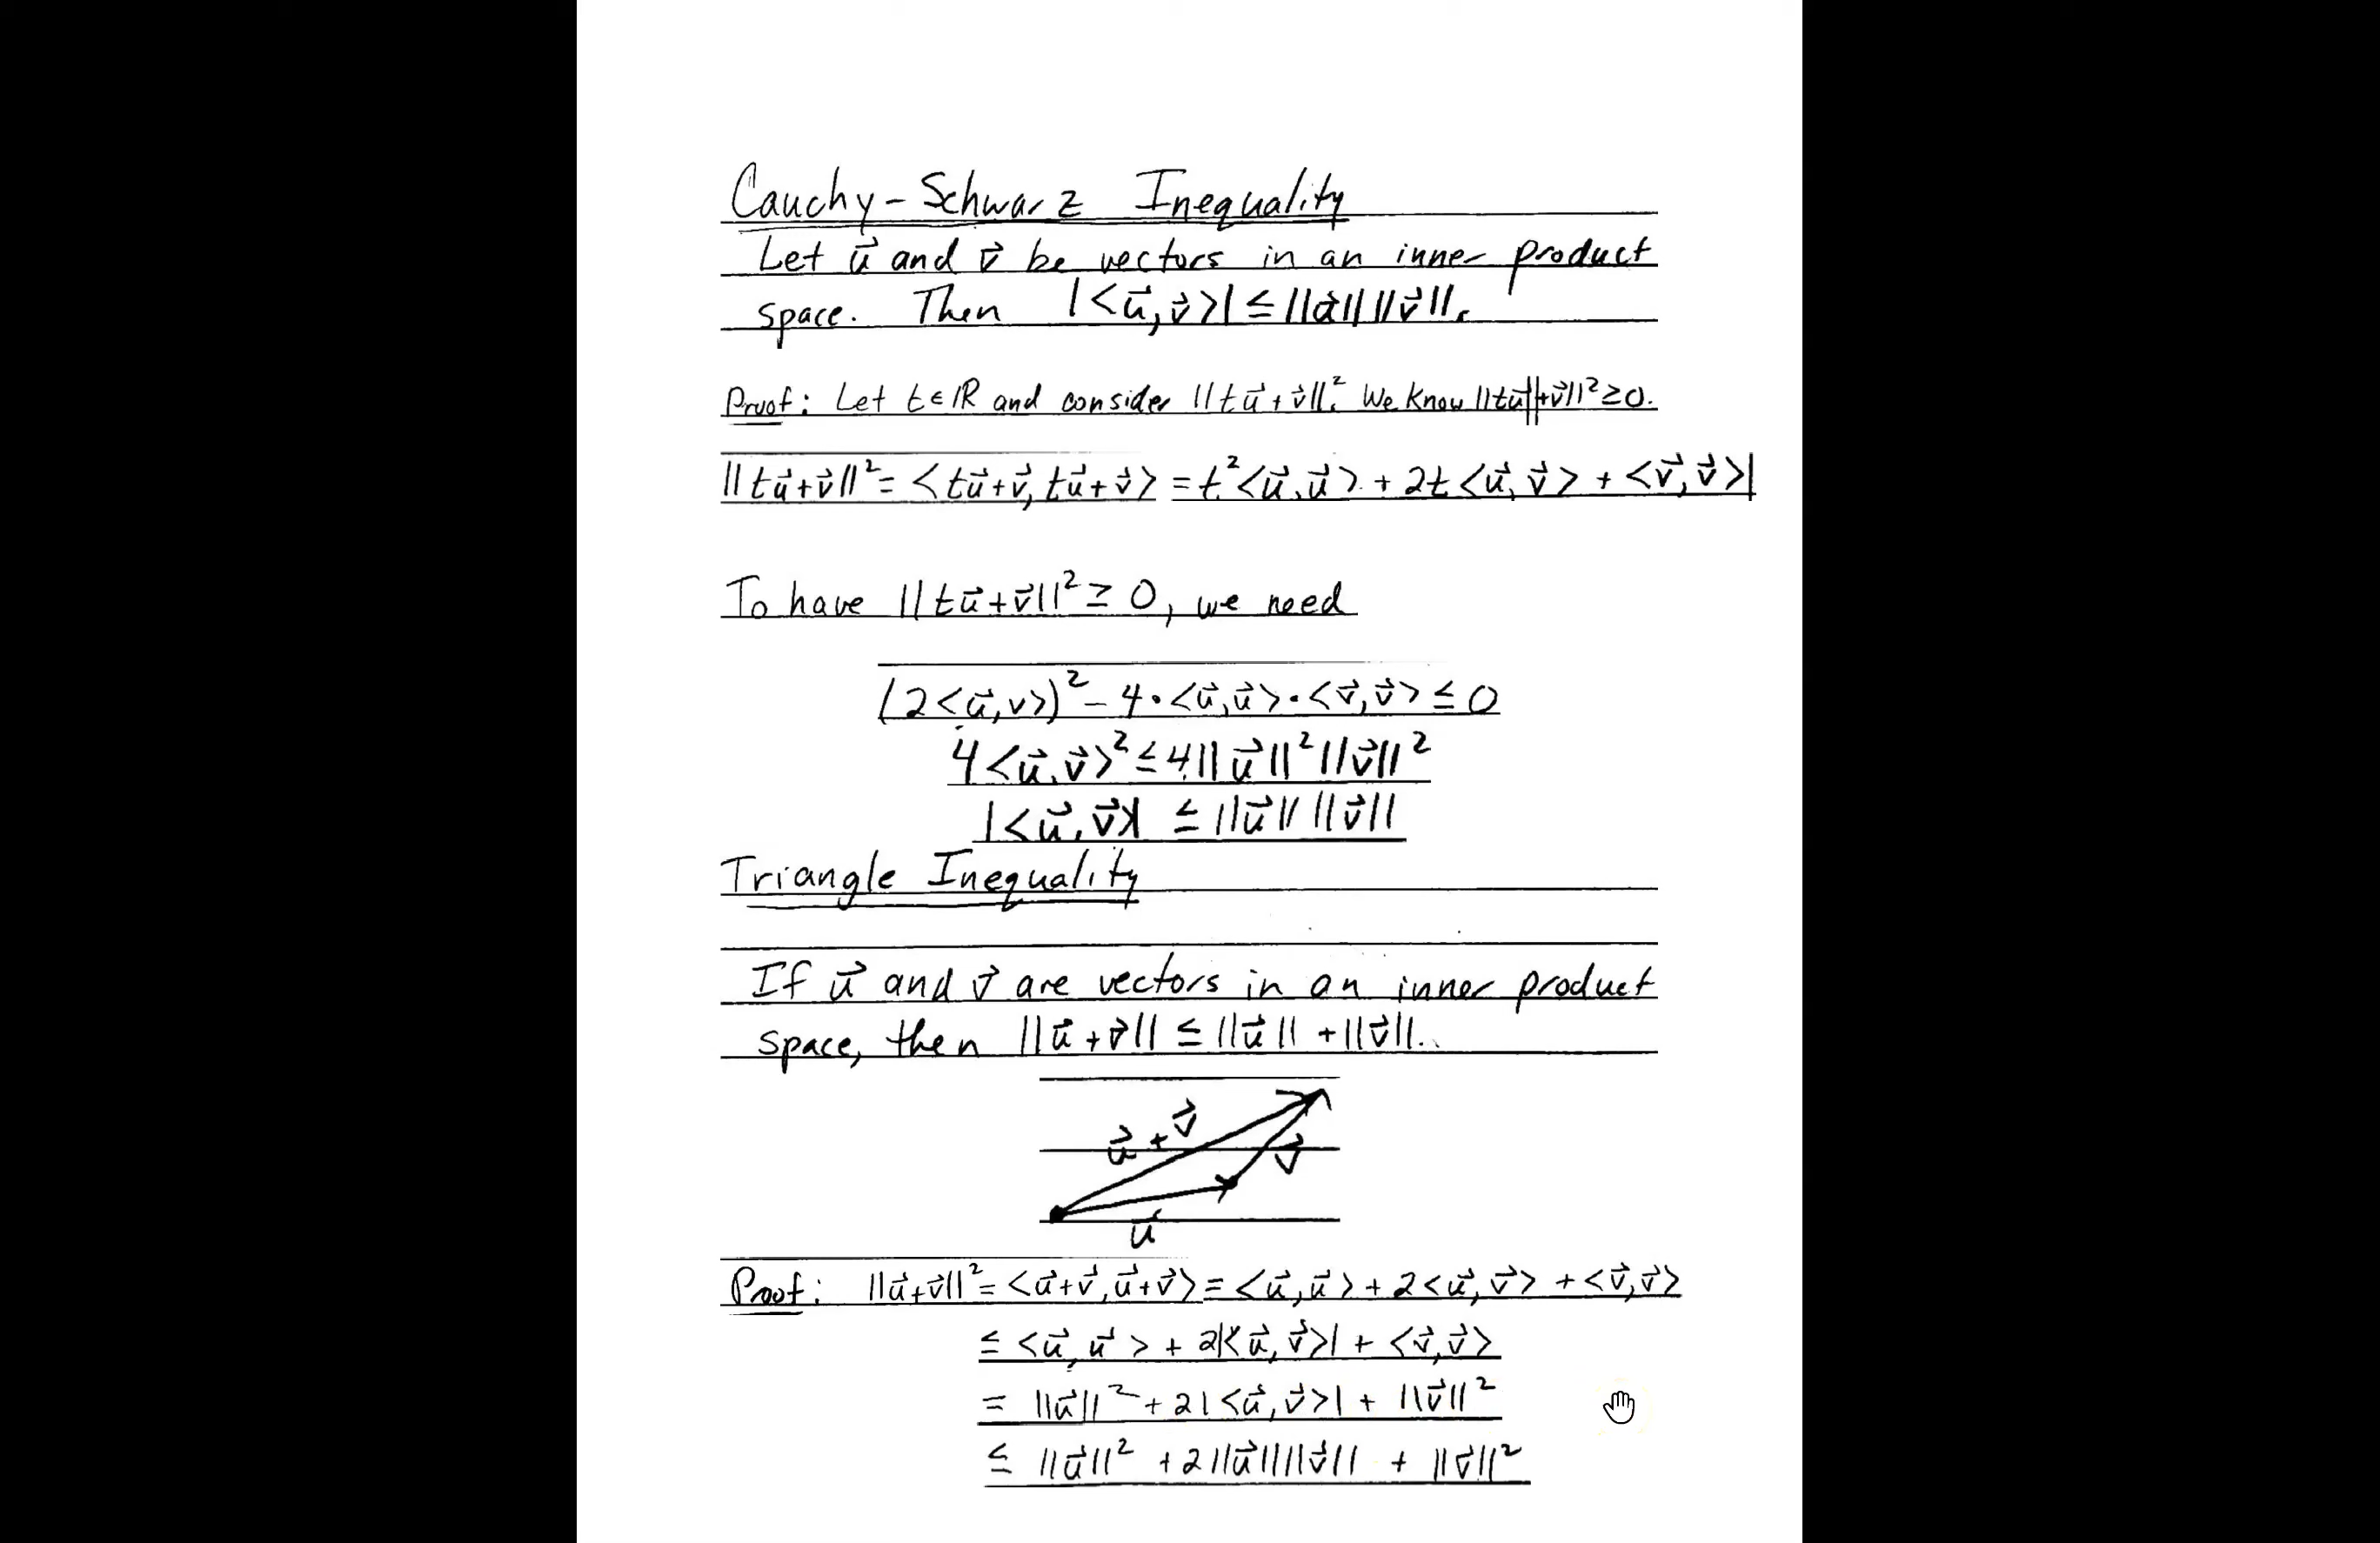 Cauchy-Schwarz Inequality
Let u⃗ and v⃗ be vectors in an inner product
space. Then |<u⃗,v⃗>| ≤ ||u⃗|| ||v⃗||.
Proof: Let t∈ℝ and consider ||tu⃗+v⃗||². We know ||tu⃗+v⃗||² ≥ 0.
||tu⃗+v⃗||² = <tu⃗+v⃗, tu⃗+v⃗> = t²<u⃗,u⃗> + 2t<u⃗,v⃗> + <v⃗,v⃗>
To have ||tu⃗+v⃗||² ≥ 0, we need
(2<u⃗,v>)² - 4·<u⃗,u⃗>·<v⃗,v⃗> ≤ 0
4<u⃗,v⃗>² ≤ 4||u⃗||²||v⃗||²
|<u⃗,v⃗>| ≤ ||u⃗|| ||v⃗||
Triangle Inequality
If u⃗ and v⃗ are vectors in an inner product
space, then ||u⃗+v⃗|| ≤ ||u⃗|| + ||v⃗||.
u⃗ + v⃗
v⃗
u⃗
Proof: ||u⃗+v⃗||² = <u⃗+v⃗, u⃗+v⃗> = <u⃗,u⃗> + 2<u⃗,v⃗> + <v⃗,v⃗>
≤ <u⃗,u⃗> + 2|<u⃗,v⃗>| + <v⃗,v⃗>
= ||u⃗||² + 2|<u⃗,v⃗>| + ||v⃗||²
≤ ||u⃗||² + 2||u⃗|| ||v⃗|| + ||v⃗||²